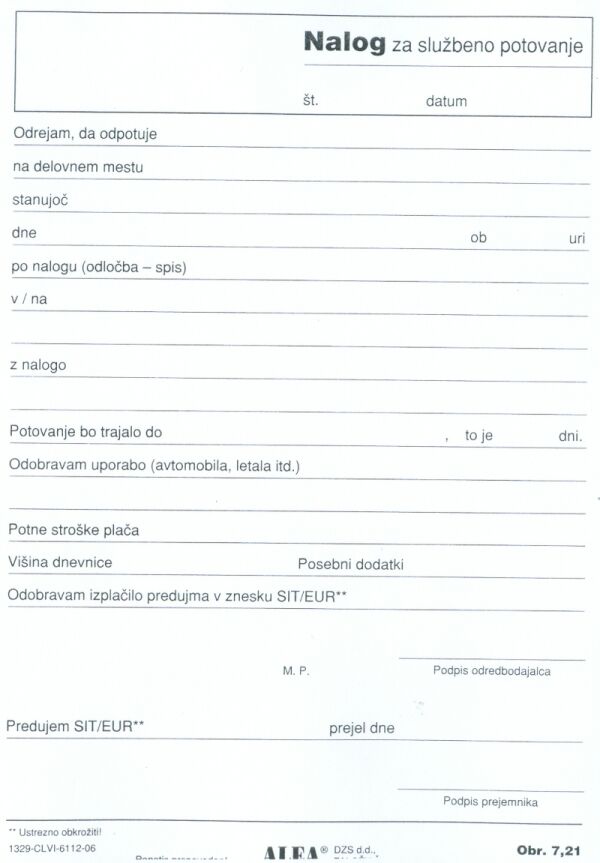 Nalog za službeno potovanje
št. datum
Odrejam, da odpotuje
na delovnem mestu
stanujoč
dne ob uri
po nalogu (odločba – spis)
v / na
z nalogo
Potovanje bo trajalo do , to je dni.
Odobravam uporabo (avtomobila, letala itd.)
Potne stroške plača
Višina dnevnice Posebni dodatki
Odobravam izplačilo predujma v znesku SIT/EUR**
M. P. Podpis odredbodajalca
Predujem SIT/EUR** prejel dne
Podpis prejemnika
** Ustrezno obkrožiti!
1329-CLVI-6112-06 ALFA® DZS d.d., Obr. 7,21